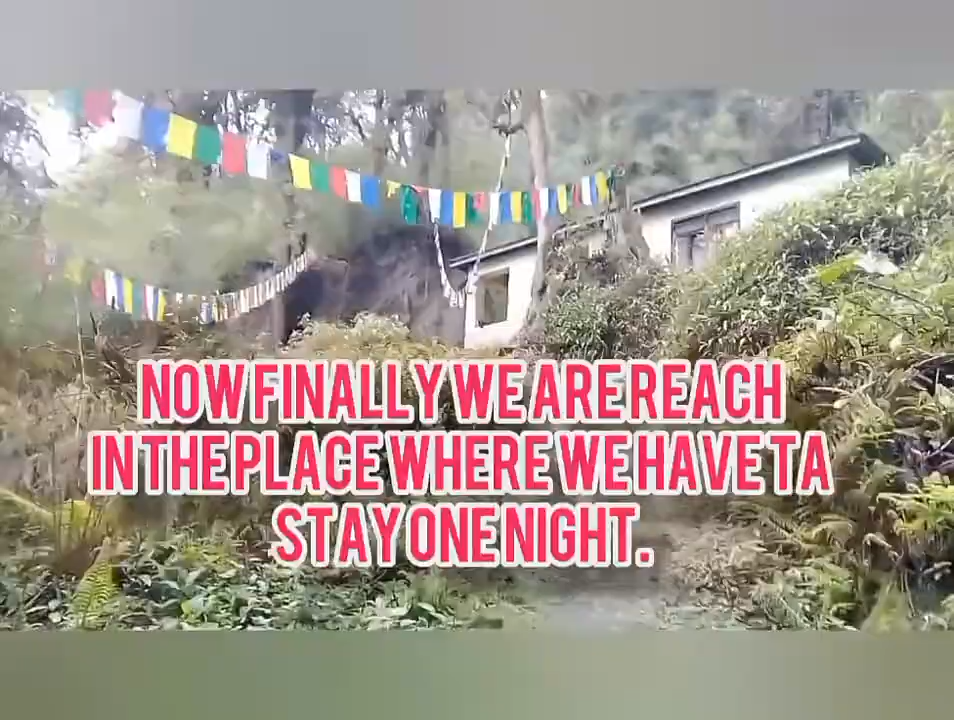 NOW FINALLY WE ARE REACH
IN THE PLACE WHERE WE HAVE TA
STAY ONE NIGHT.